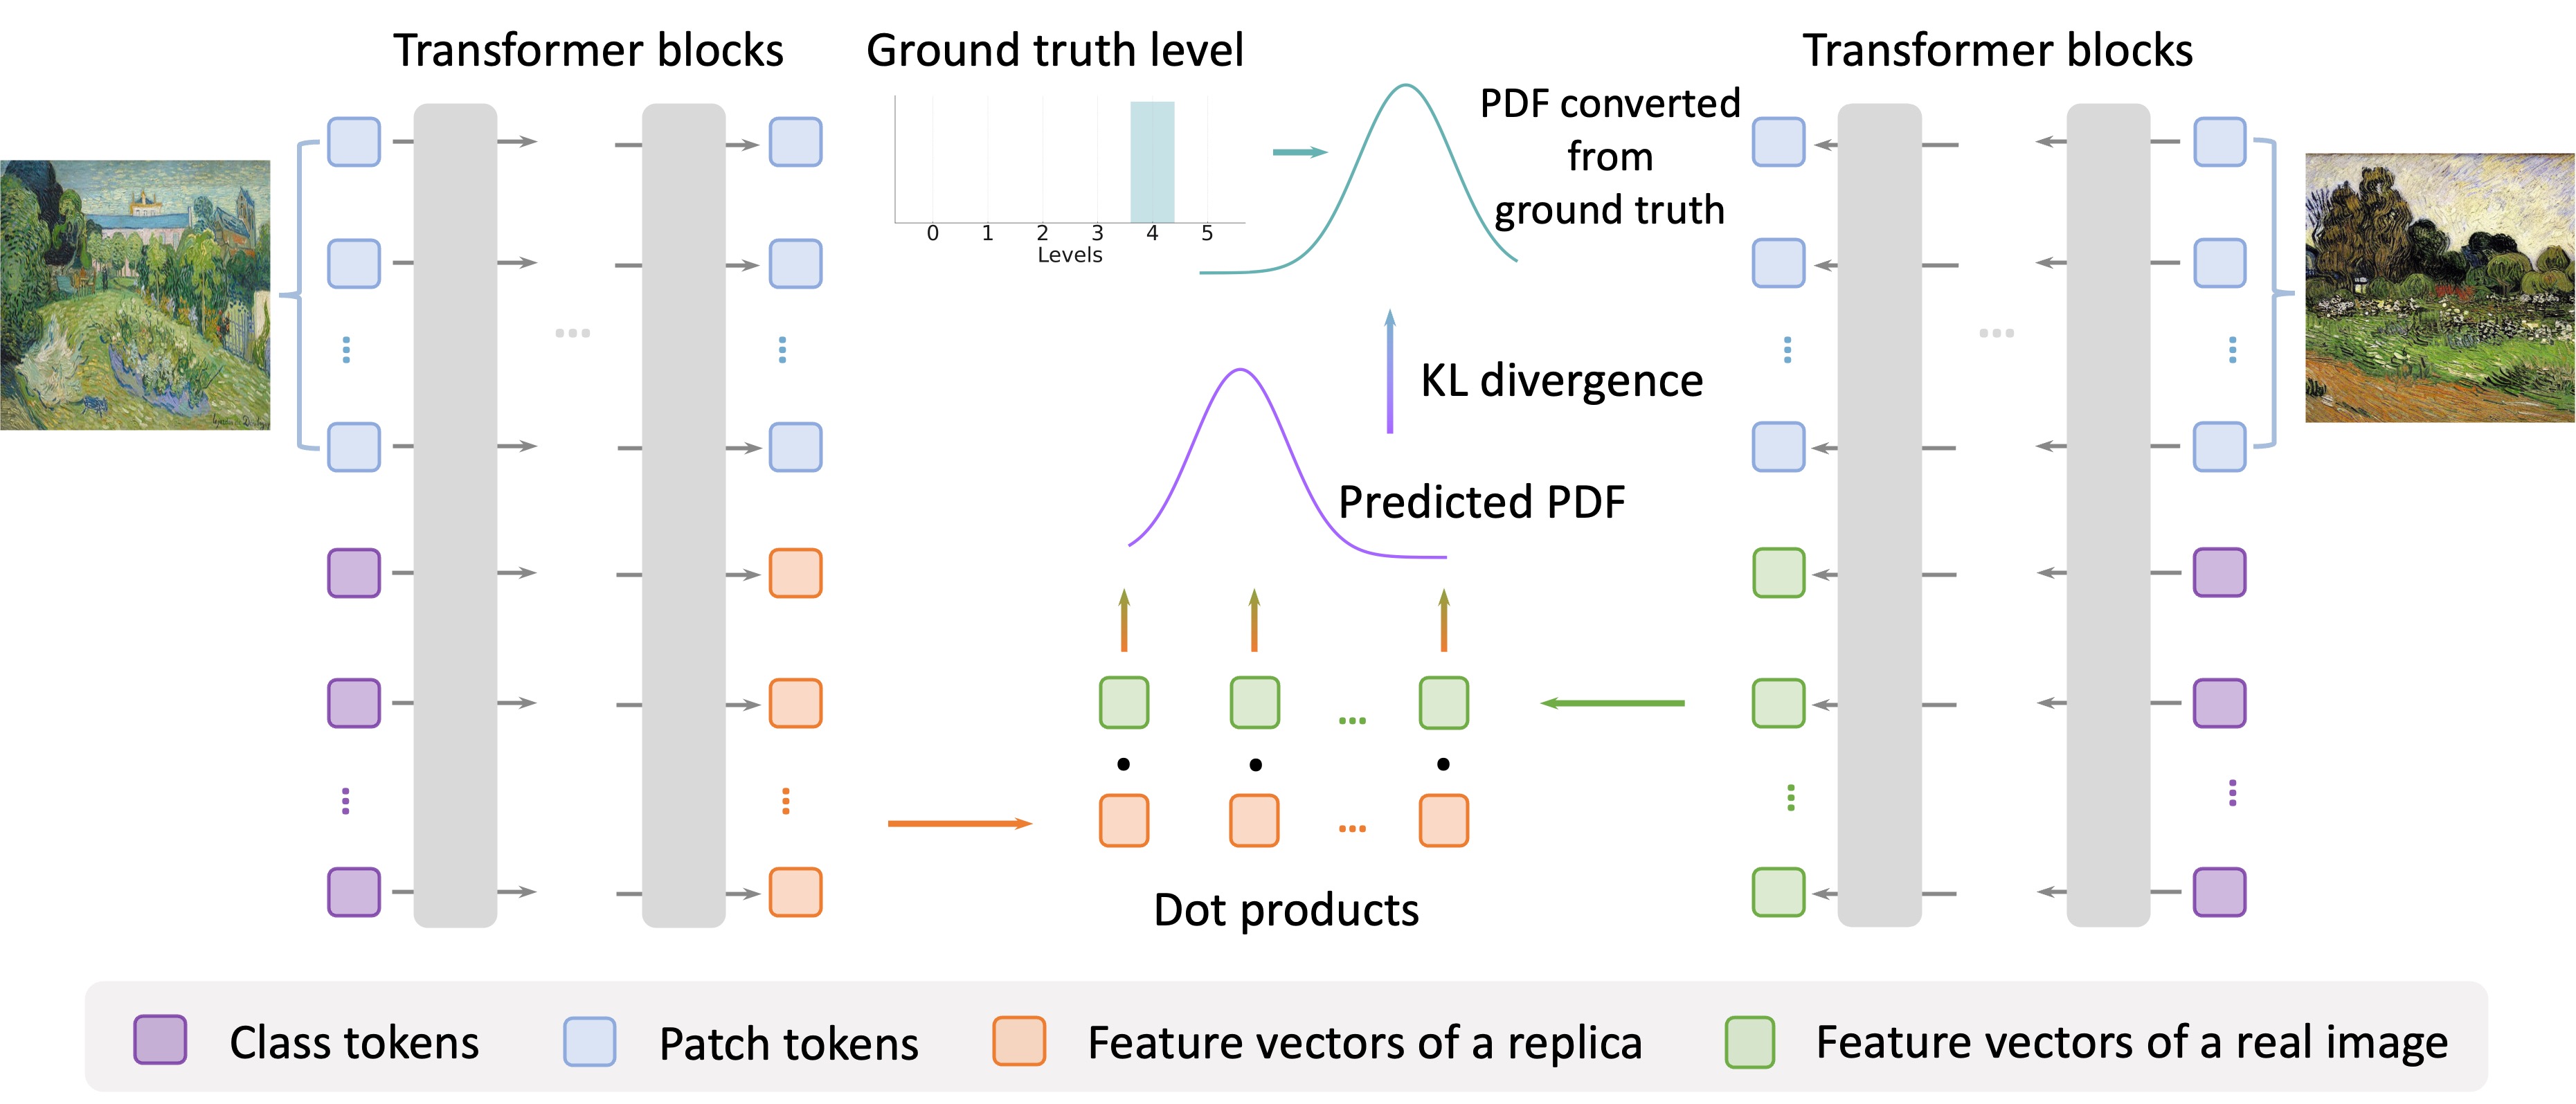 Transformer blocks
Ground truth level
Transformer blocks
PDF converted
from
ground truth
0 1 2 3 4 5
Levels
KL divergence
Predicted PDF
Dot products
Class tokens
Patch tokens
Feature vectors of a replica
Feature vectors of a real image